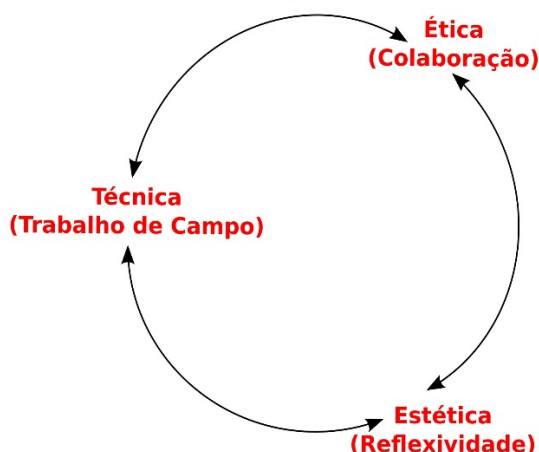 Ética
(Colaboração)
Técnica
(Trabalho de Campo)
Estética
(Reflexividade)